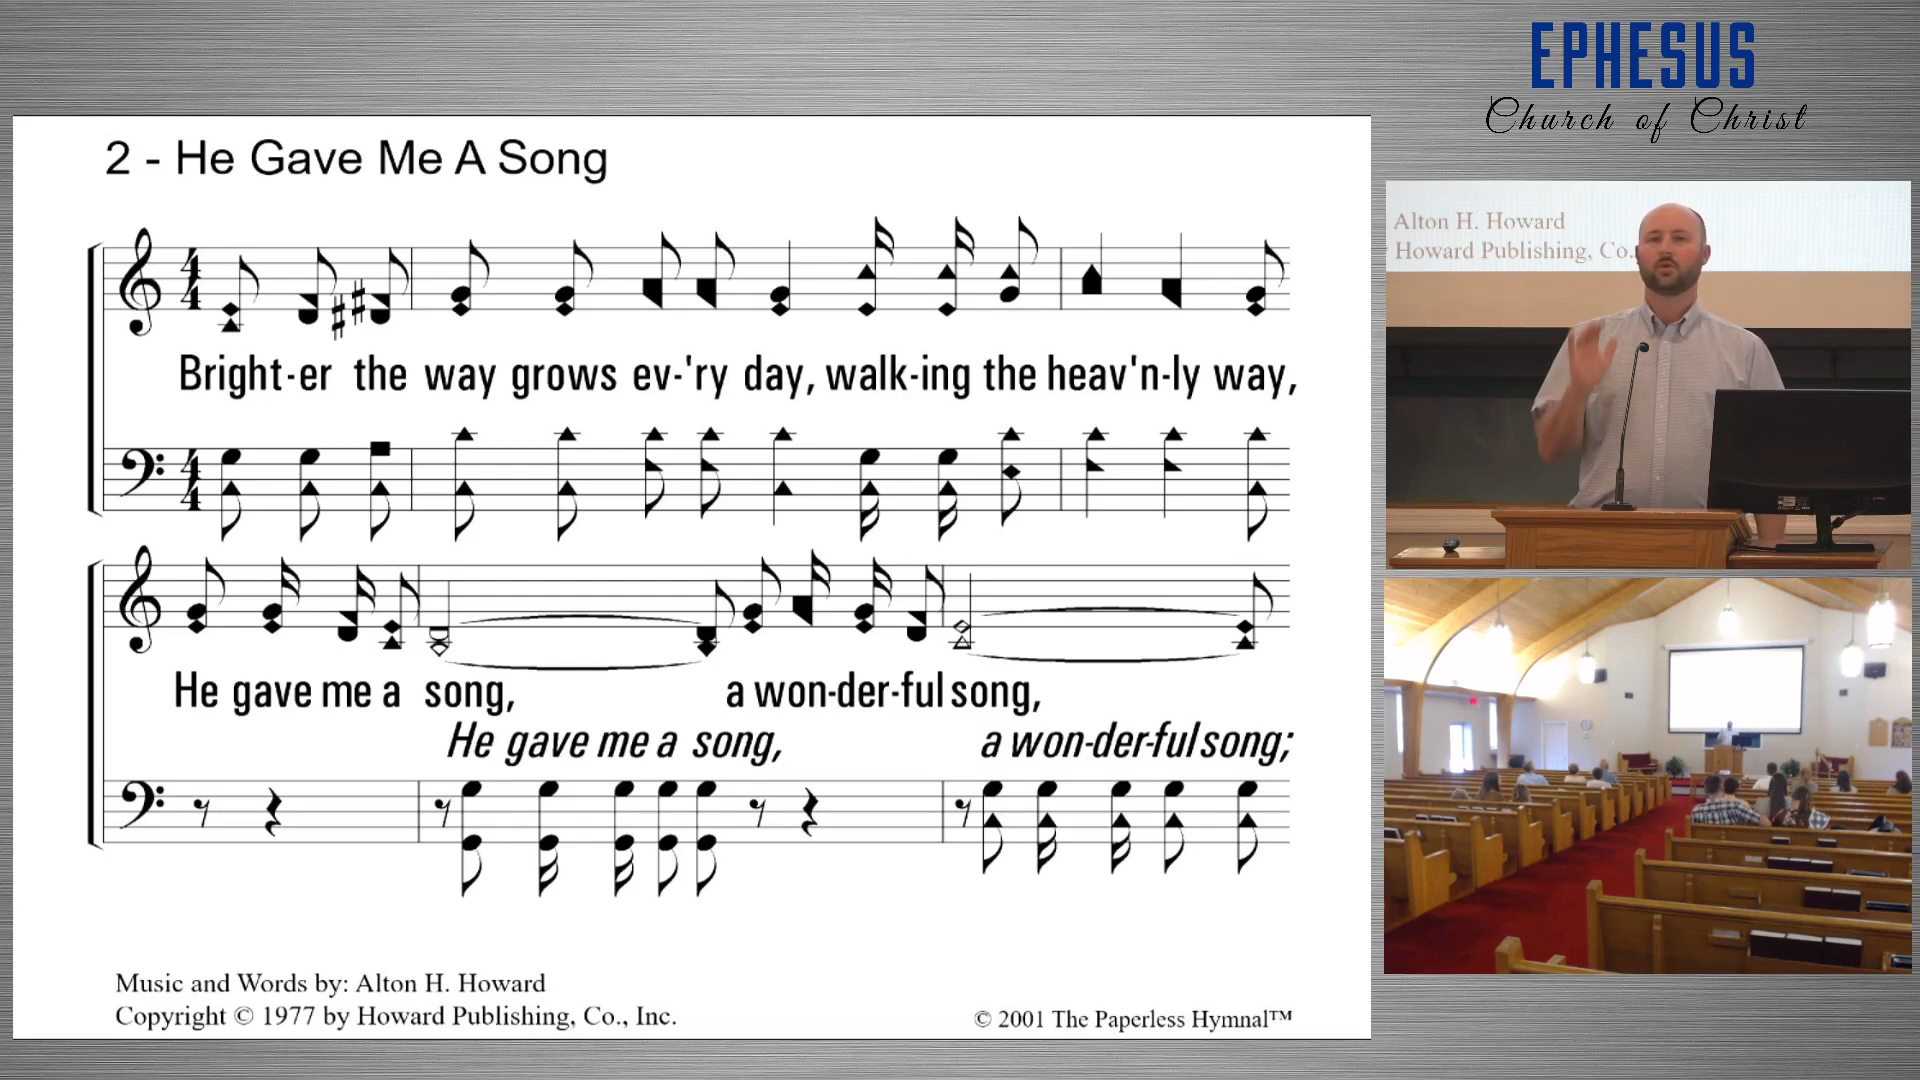 EPHESUS
Church of Christ
2 - He Gave Me A Song
Bright-er the way grows ev-'ry day, walk-ing the heav'n-ly way,
He gave me a song, a won-der-ful song,
He gave me a song, a won-der-ful song;
Music and Words by: Alton H. Howard
Copyright © 1977 by Howard Publishing, Co., Inc.
© 2001 The Paperless Hymnal™
Alton H. Howard
Howard Publishing, Co.